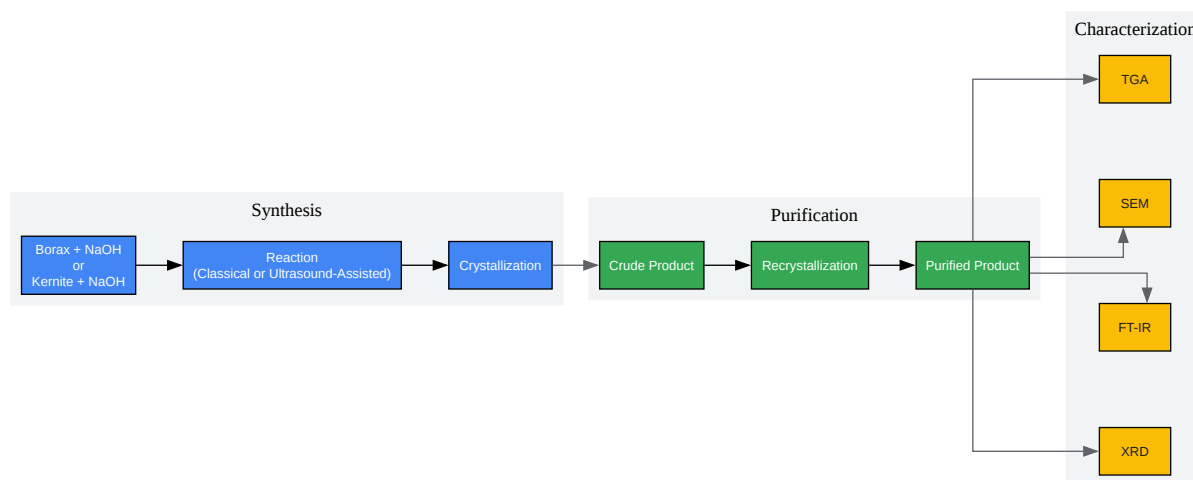 Characterization
TGA
SEM
Synthesis
Purification
Borax + NaOH
or
Kernite + NaOH
Reaction
(Classical or Ultrasound-Assisted)
Crystallization
Crude Product
Recrystallization
Purified Product
FT-IR
XRD